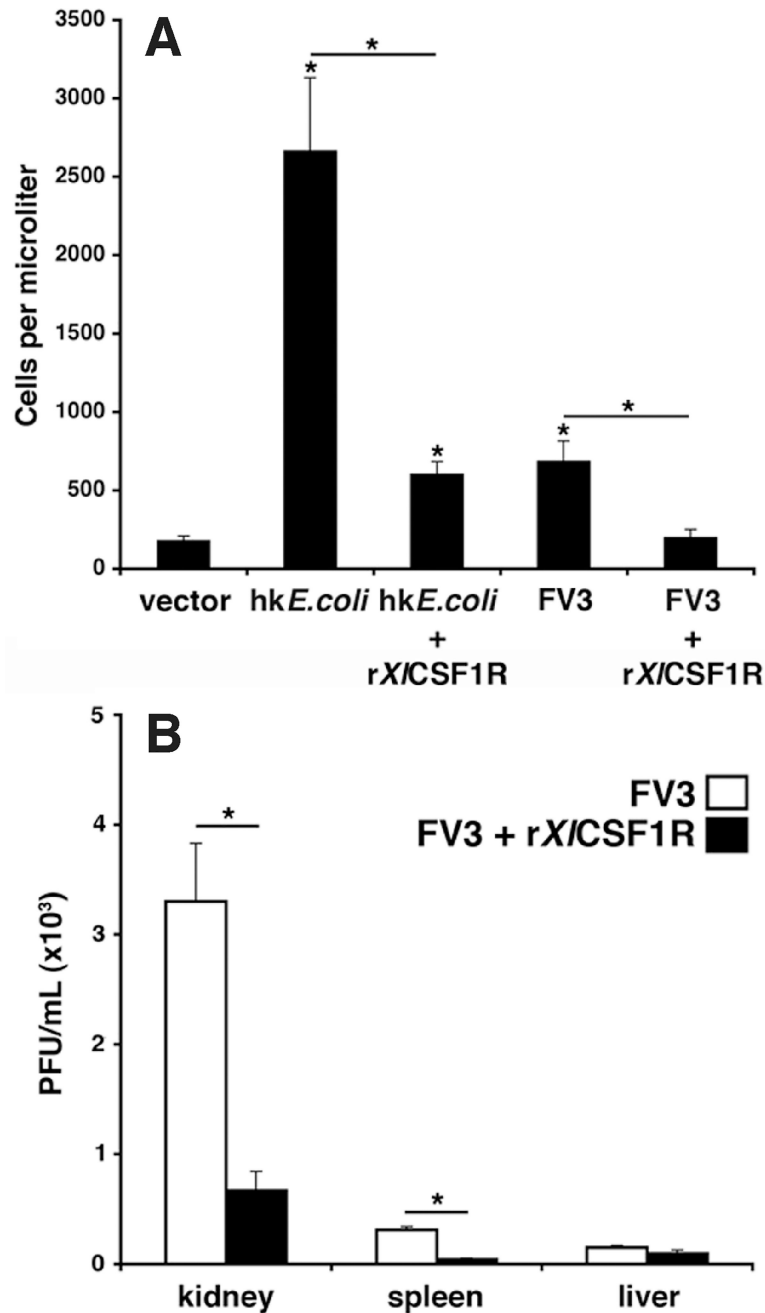 A
3500
3000
2500
2000
1500
1000
500
0
Cells per microliter
*
*
*
*
*
vector hkE.coli hkE.coli FV3 FV3
+ +
rXlCSF1R rXlCSF1R
B
5
4
3
2
1
0
PFU/mL (x10³)
FV3
FV3 + rXlCSF1R
*
*
kidney spleen liver